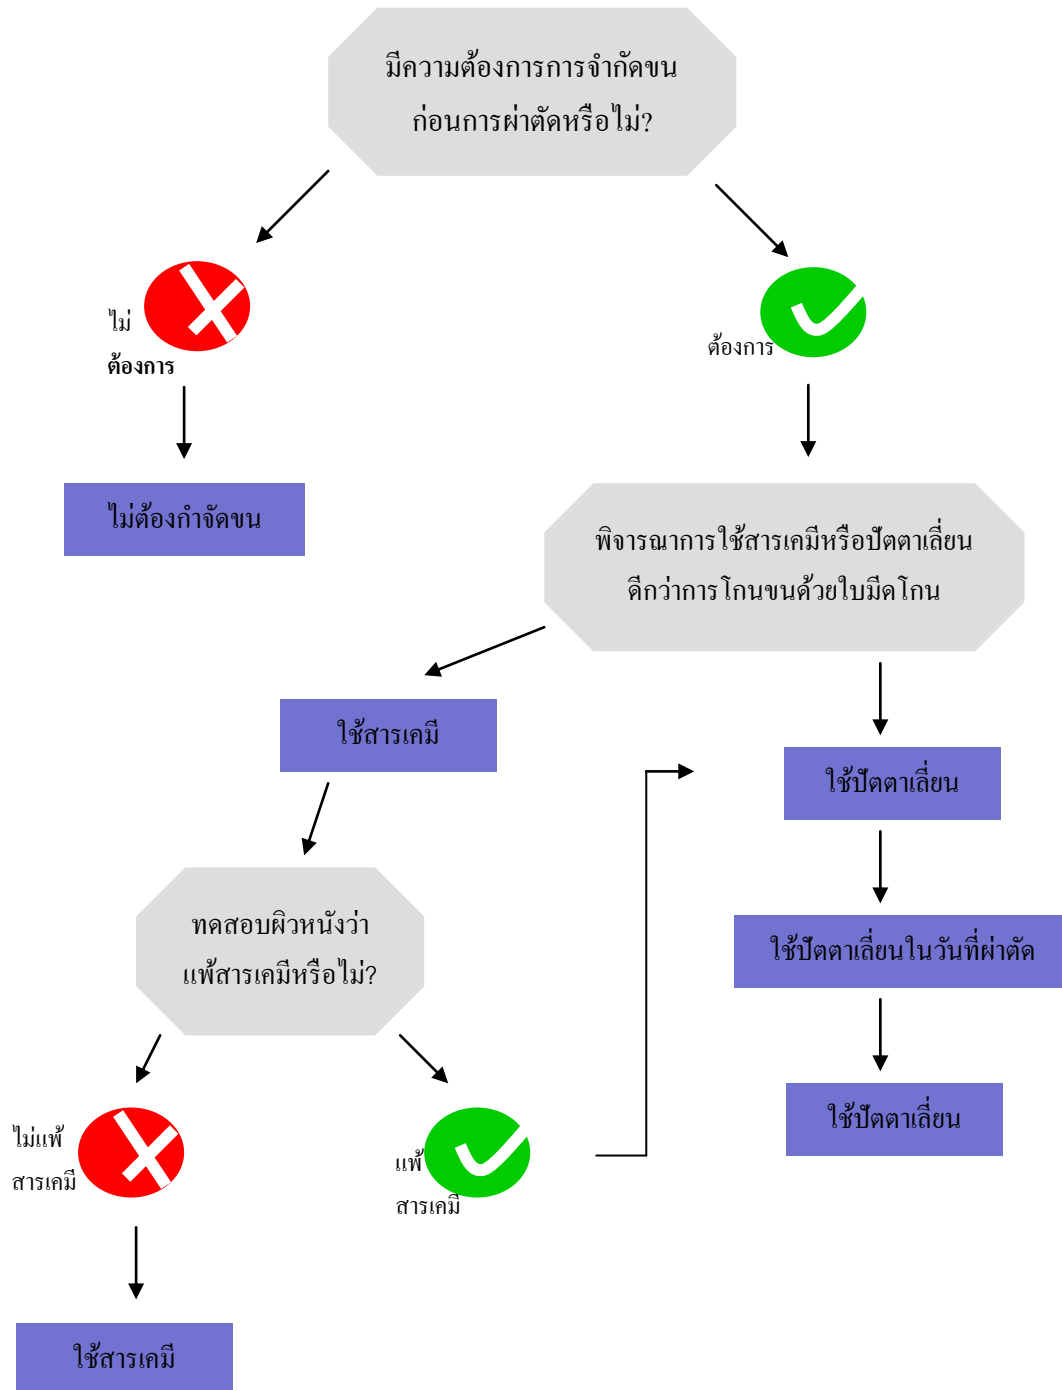 มีความต้องการการจำกัดขน
ก่อนการผ่าตัดหรือไม่?
ไม่
ต้องการ
ต้องการ
ไม่ต้องกำจัดขน
พิจารณาการใช้สารเคมีหรือปัตตาเลี่ยน
ดีกว่าการโกนขนด้วยใบมีดโกน
ใช้สารเคมี
ใช้ปัตตาเลี่ยน
ทดสอบผิวหนังว่า
แพ้สารเคมีหรือไม่?
ใช้ปัตตาเลี่ยนในวันที่ผ่าตัด
ใช้ปัตตาเลี่ยน
ไม่แพ้
สารเคมี
แพ้
สารเคมี
ใช้สารเคมี